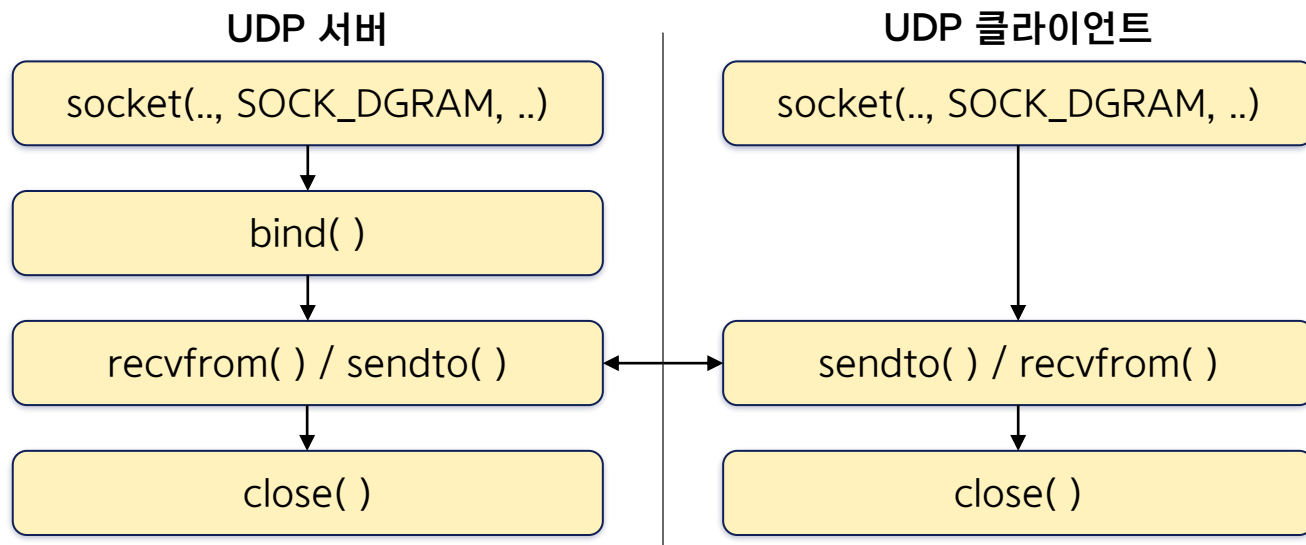 UDP 서버
socket(.., SOCK_DGRAM, ..)
bind( )
recvfrom( ) / sendto( )
close( )
UDP 클라이언트
socket(.., SOCK_DGRAM, ..)
sendto( ) / recvfrom( )
close( )